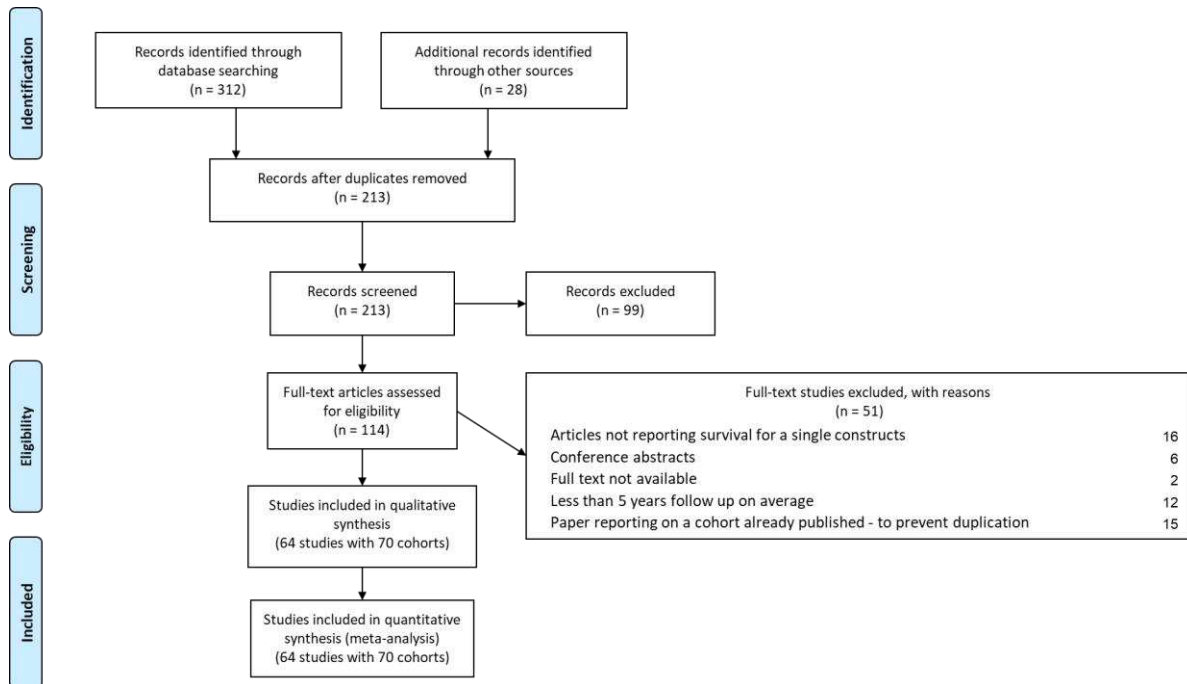 Identification
Records identified through
database searching
(n = 312)
Additional records identified
through other sources
(n = 28)
Records after duplicates removed
(n = 213)
Screening
Records screened
(n = 213)
Records excluded
(n = 99)
Eligibility
Full-text articles assessed
for eligibility
(n = 114)
Full-text studies excluded, with reasons
(n = 51)
Articles not reporting survival for a single constructs 16
Conference abstracts 6
Full text not available 2
Less than 5 years follow up on average 12
Paper reporting on a cohort already published - to prevent duplication 15
Studies included in qualitative
synthesis
(64 studies with 70 cohorts)
Included
Studies included in quantitative
synthesis (meta-analysis)
(64 studies with 70 cohorts)